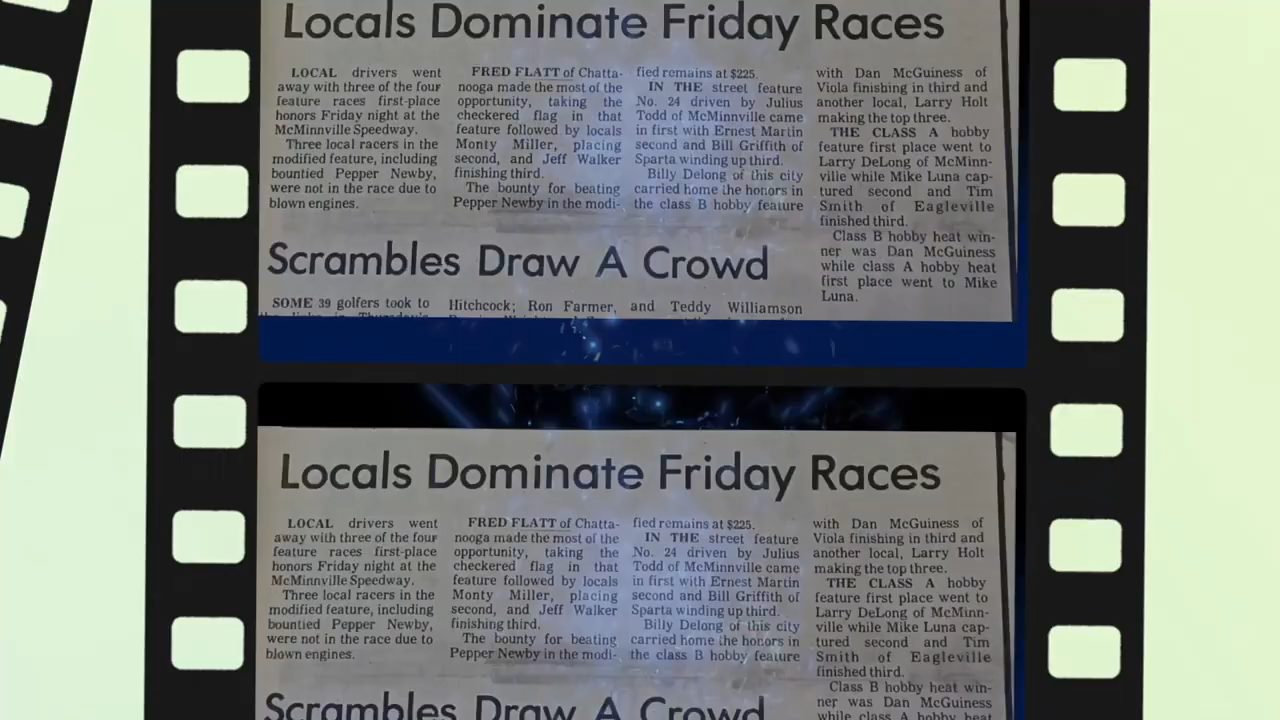 Locals Dominate Friday Races
LOCAL drivers went
away with three of the four
feature races first-place
honors Friday night at the
McMinnville Speedway.
Three local racers in the
modified feature, including
bountied Pepper Newby,
were not in the race due to
blown engines.
FRED FLATT of Chatta-
nooga made the most of the
opportunity, taking the
checkered flag in that
feature followed by locals
Monty Miller, placing
second, and Jeff Walker
finishing third.
The bounty for beating
Pepper Newby in the modi-
fied remains at $225.
IN THE street feature
No. 24 driven by Julius
Todd of McMinnville came
in first with Ernest Martin
second and Bill Griffith of
Sparta winding up third.
Billy Delong of this city
carried home the honors in
the class B hobby feature
with Dan McGuiness of
Viola finishing in third and
another local, Larry Holt
making the top three.
THE CLASS A hobby
feature first place went to
Larry DeLong of McMinn-
ville while Mike Luna cap-
tured second and Tim
Smith of Eagleville
finished third.
Class B hobby heat win-
ner was Dan McGuiness
while class A hobby heat
first place went to Mike
Luna.
Scrambles Draw A Crowd
SOME 39 golfers took to
Hitchcock; Ron Farmer, and Teddy Williamson
Locals Dominate Friday Races
LOCAL drivers went
away with three of the four
feature races first-place
honors Friday night at the
McMinnville Speedway.
Three local racers in the
modified feature, including
bountied Pepper Newby,
were not in the race due to
blown engines.
FRED FLATT of Chatta-
nooga made the most of the
opportunity, taking the
checkered flag in that
feature followed by locals
Monty Miller, placing
second, and Jeff Walker
finishing third.
The bounty for beating
Pepper Newby in the modi-
fied remains at $225.
IN THE street feature
No. 24 driven by Julius
Todd of McMinnville came
in first with Ernest Martin
second and Bill Griffith of
Sparta winding up third.
Billy Delong of this city
carried home the honors in
the class B hobby feature
with Dan McGuiness of
Viola finishing in third and
another local, Larry Holt
making the top three.
THE CLASS A hobby
feature first place went to
Larry DeLong of McMinn-
ville while Mike Luna cap-
tured second and Tim
Smith of Eagleville
finished third.
Class B hobby heat win-
ner was Dan McGuiness
while class A hobby heat
Scrambles Draw A Crowd